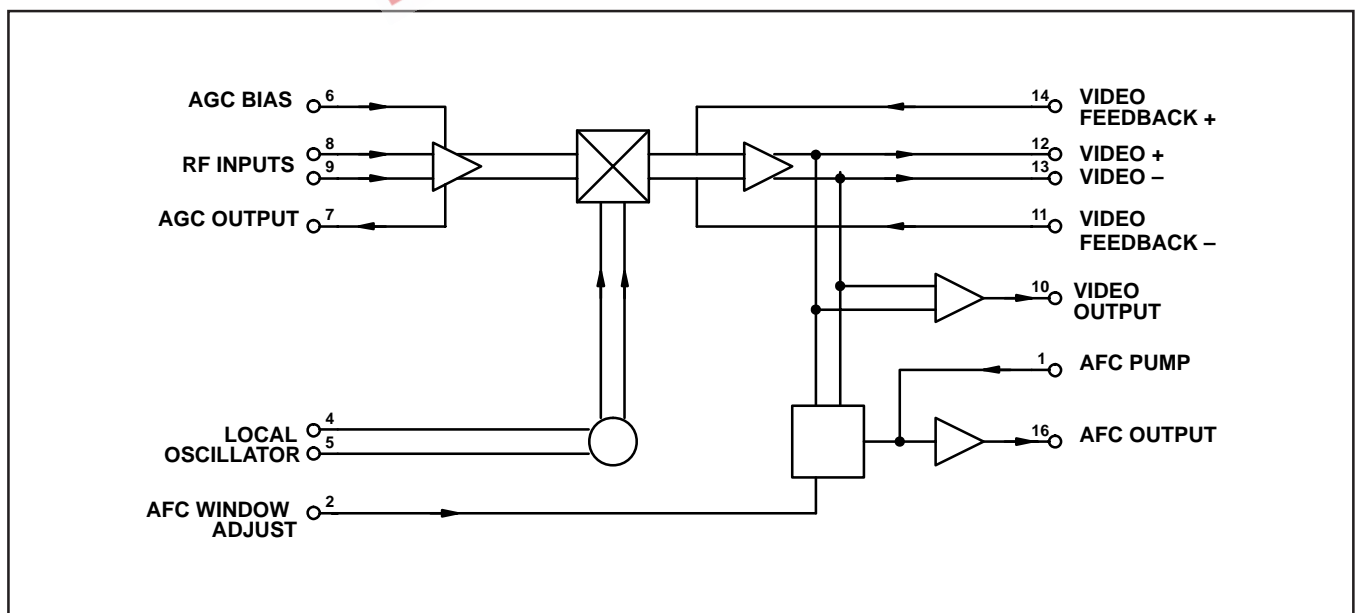 AGC BIAS 6
RF INPUTS 8
9
AGC OUTPUT 7
LOCAL
OSCILLATOR 4
5
AFC WINDOW
ADJUST 2
14 VIDEO
FEEDBACK +
12 VIDEO +
13 VIDEO –
11 VIDEO
FEEDBACK –
10 VIDEO
OUTPUT
1 AFC PUMP
16 AFC OUTPUT